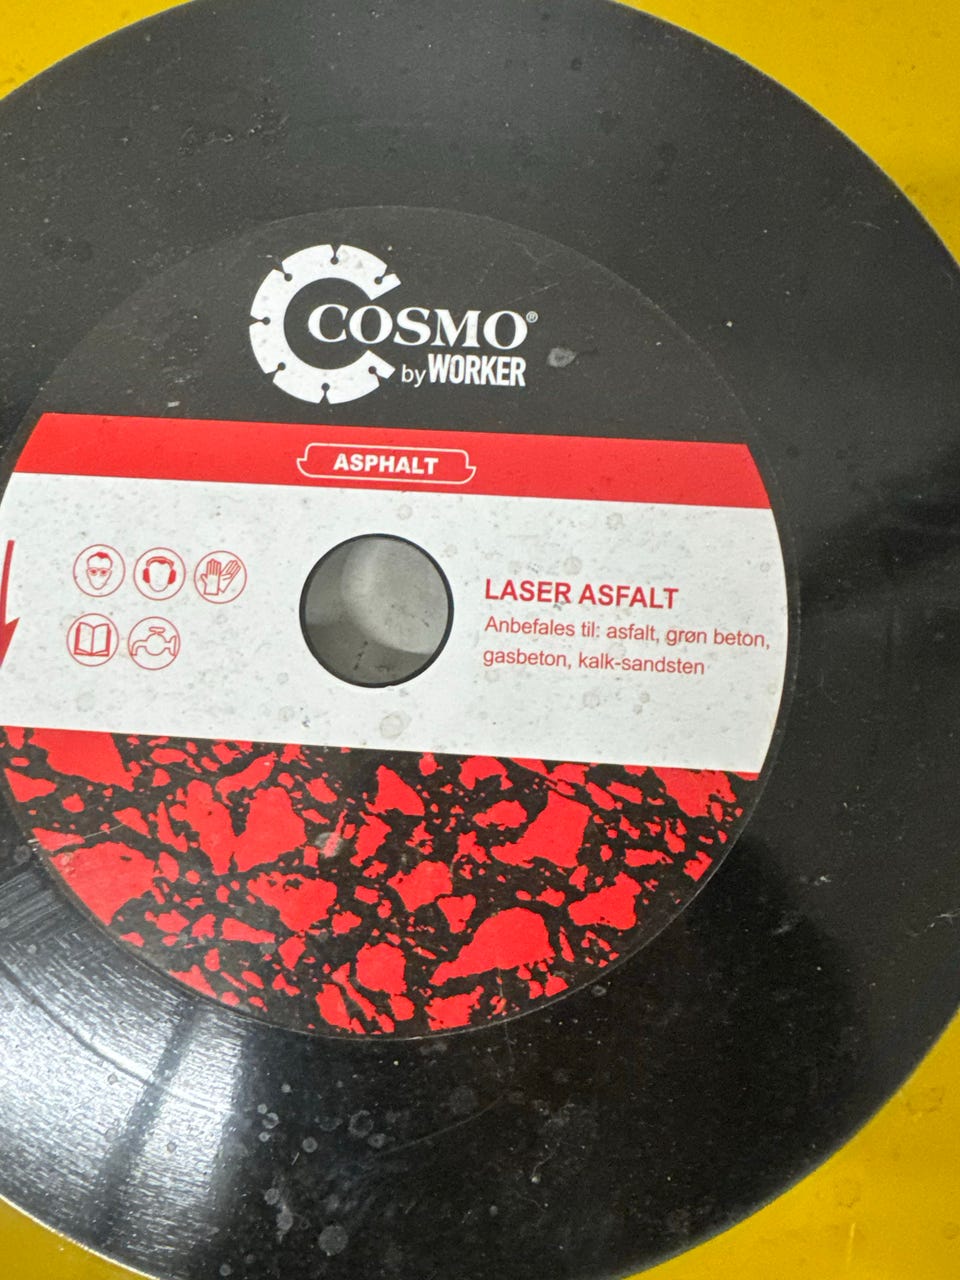 COSMO®
by WORKER
ASPHALT
LASER ASFALT
Anbefales til: asfalt, grøn beton,
gasbeton, kalk-sandsten